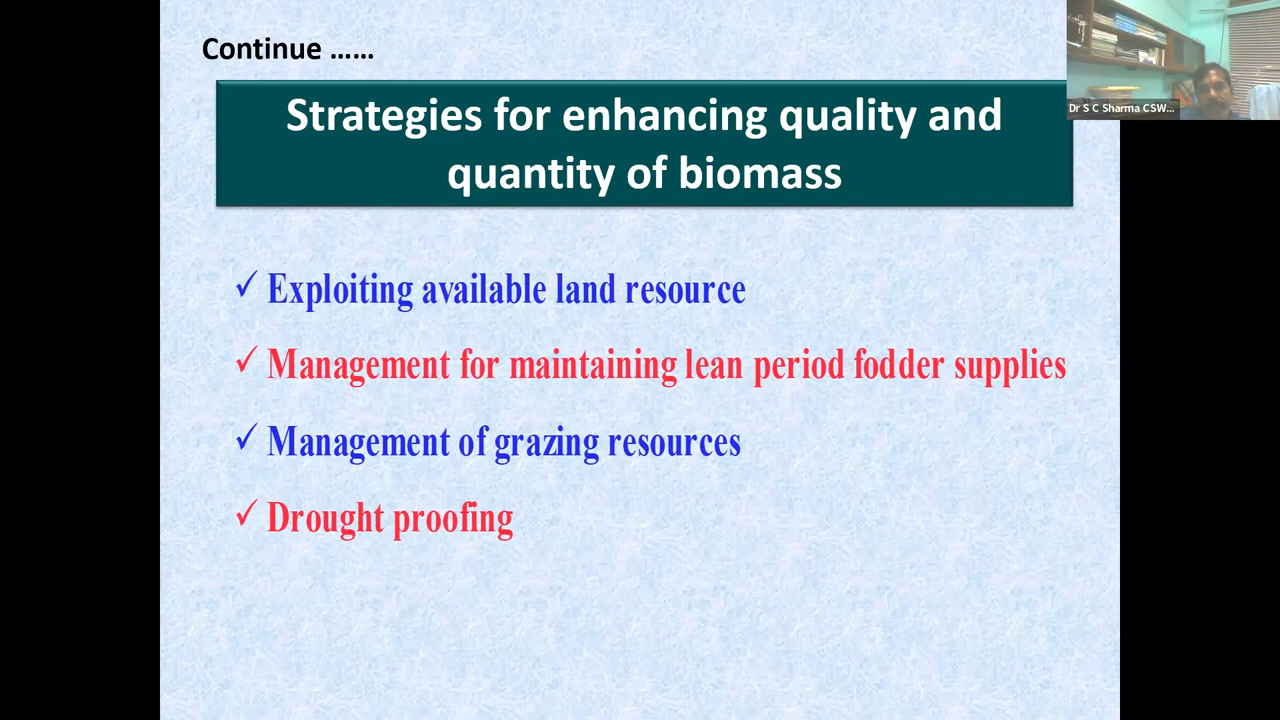 Continue ......
Strategies for enhancing quality and
quantity of biomass
Dr S C Sharma CSW...
✓ Exploiting available land resource
✓ Management for maintaining lean period fodder supplies
✓ Management of grazing resources
✓ Drought proofing